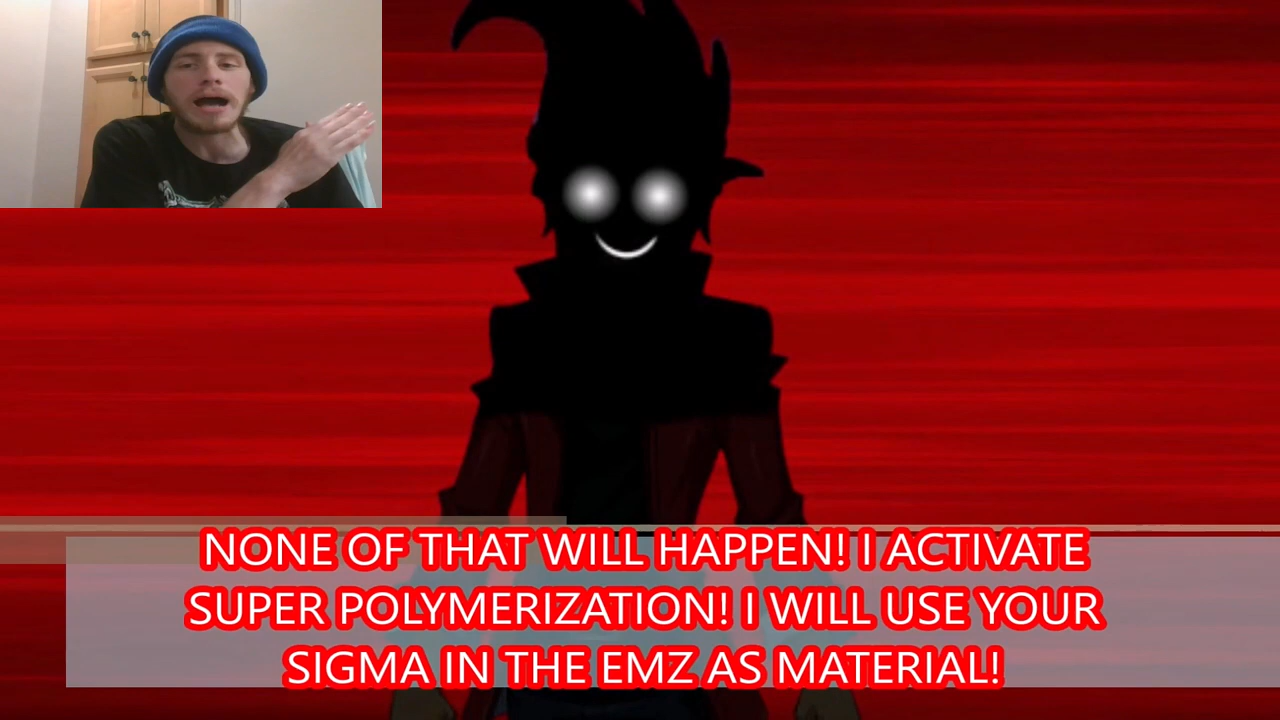 NONE OF THAT WILL HAPPEN! I ACTIVATE
SUPER POLYMERIZATION! I WILL USE YOUR
SIGMA IN THE EMZ AS MATERIAL!